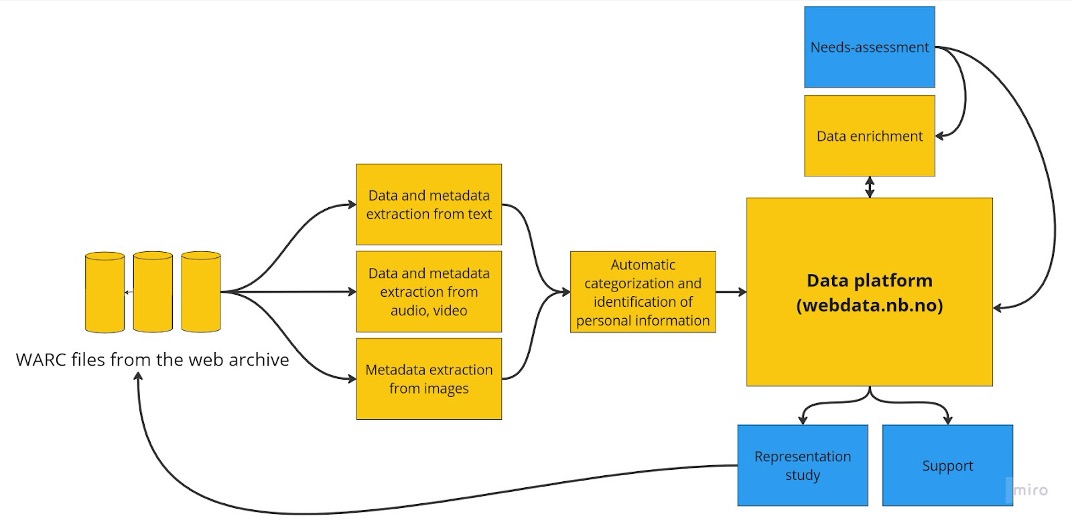 Needs-assessment
Data enrichment
Data and metadata
extraction from text
Data and metadata
extraction from
audio, video
Metadata extraction
from images
Automatic
categorization and
identification of
personal information
Data platform
(webdata.nb.no)
WARC files from the web archive
Representation
study
Support
miro